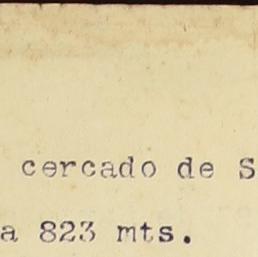 cercado de S
a 823 mts.